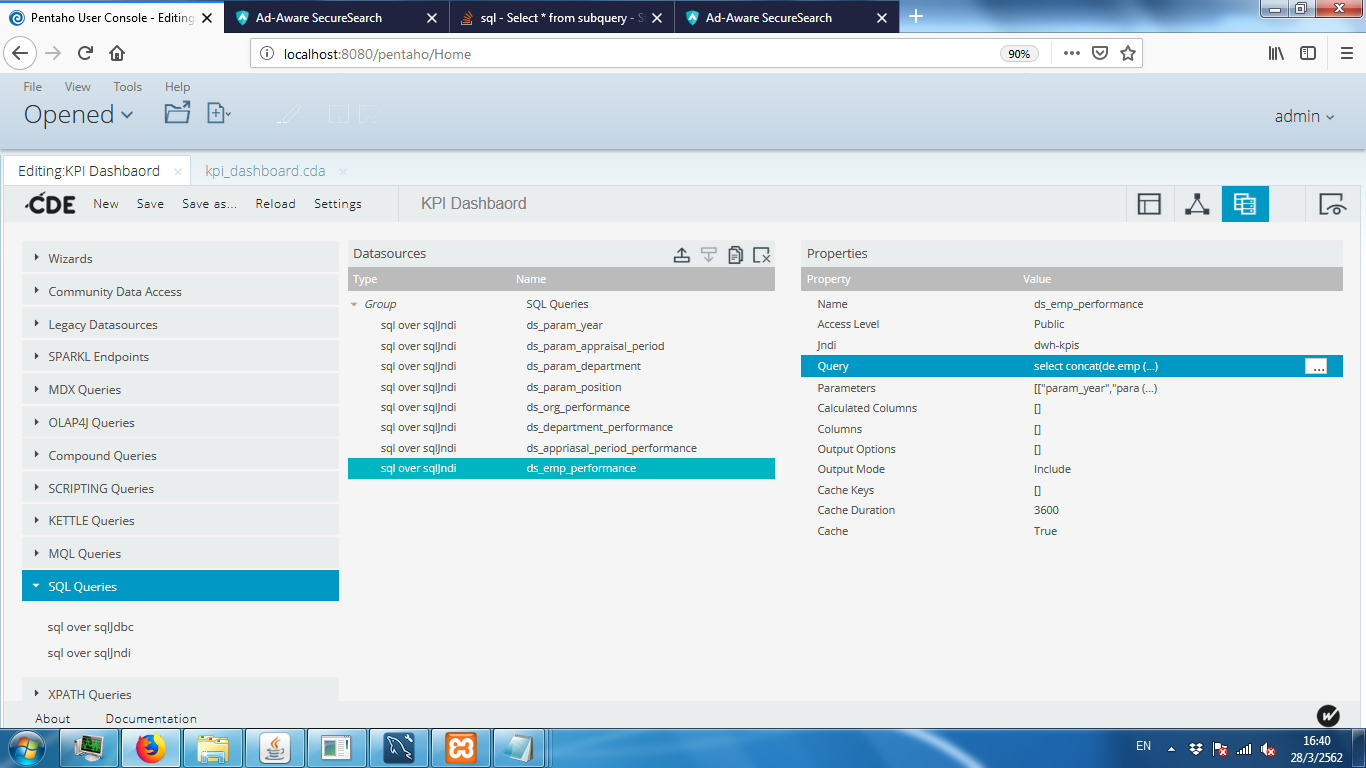 Pentaho User Console - Editing
Ad-Aware SecureSearch
sql - Select * from subquery - S
Ad-Aware SecureSearch
localhost:8080/pentaho/Home
90%
File View Tools Help
Opened
admin
Editing:KPI Dashbaord
kpi_dashboard.cda
CDE New Save Save as... Reload Settings
KPI Dashbaord
Wizards
Community Data Access
Legacy Datasources
SPARKL Endpoints
MDX Queries
OLAP4J Queries
Compound Queries
SCRIPTING Queries
KETTLE Queries
MQL Queries
SQL Queries
sql over sqlJdbc
sql over sqlJndi
XPATH Queries
Datasources
Type Name
Group SQL Queries
sql over sqlJndi ds_param_year
sql over sqlJndi ds_param_appraisal_period
sql over sqlJndi ds_param_department
sql over sqlJndi ds_param_position
sql over sqlJndi ds_org_performance
sql over sqlJndi ds_department_performance
sql over sqlJndi ds_appriasal_period_performance
sql over sqlJndi ds_emp_performance
Properties
Property Value
Name ds_emp_performance
Access Level Public
Jndi dwh-kpis
Query select concat(de.emp (...) ...
Parameters [["param_year","para (...)
Calculated Columns []
Columns []
Output Options []
Output Mode Include
Cache Keys []
Cache Duration 3600
Cache True
About Documentation
EN
16:40
28/3/2562